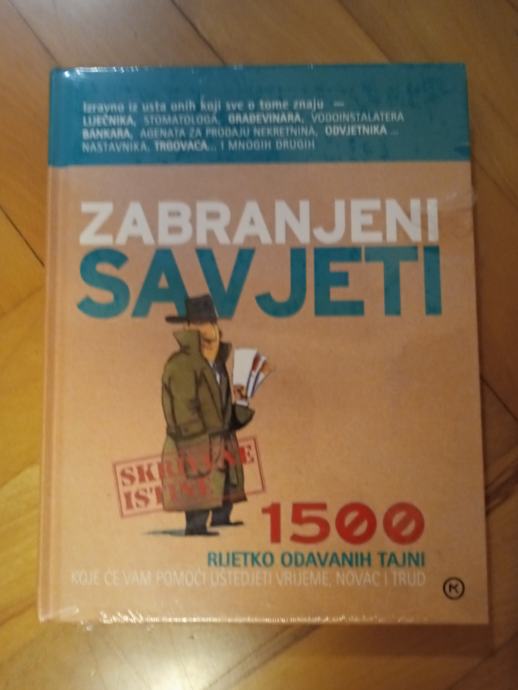 Izravno iz usta onih koji sve o tome znaju —
LIJEČNIKA, STOMATOLOGA, GRAĐEVINARA, VODOINSTALATERA
BANKARA, AGENATA ZA PRODAJU NEKRETNINA, ODVJETNIKA...
NASTAVNIKA, TRGOVACA... I MNOGIH DRUGIH
ZABRANJENI
SAVJETI
SKRIVENE
ISTINE
1500
RIJETKO ODAVANIH TAJNI
KOJE ĆE VAM POMOĆI UŠTEDJETI VRIJEME, NOVAC I TRUD